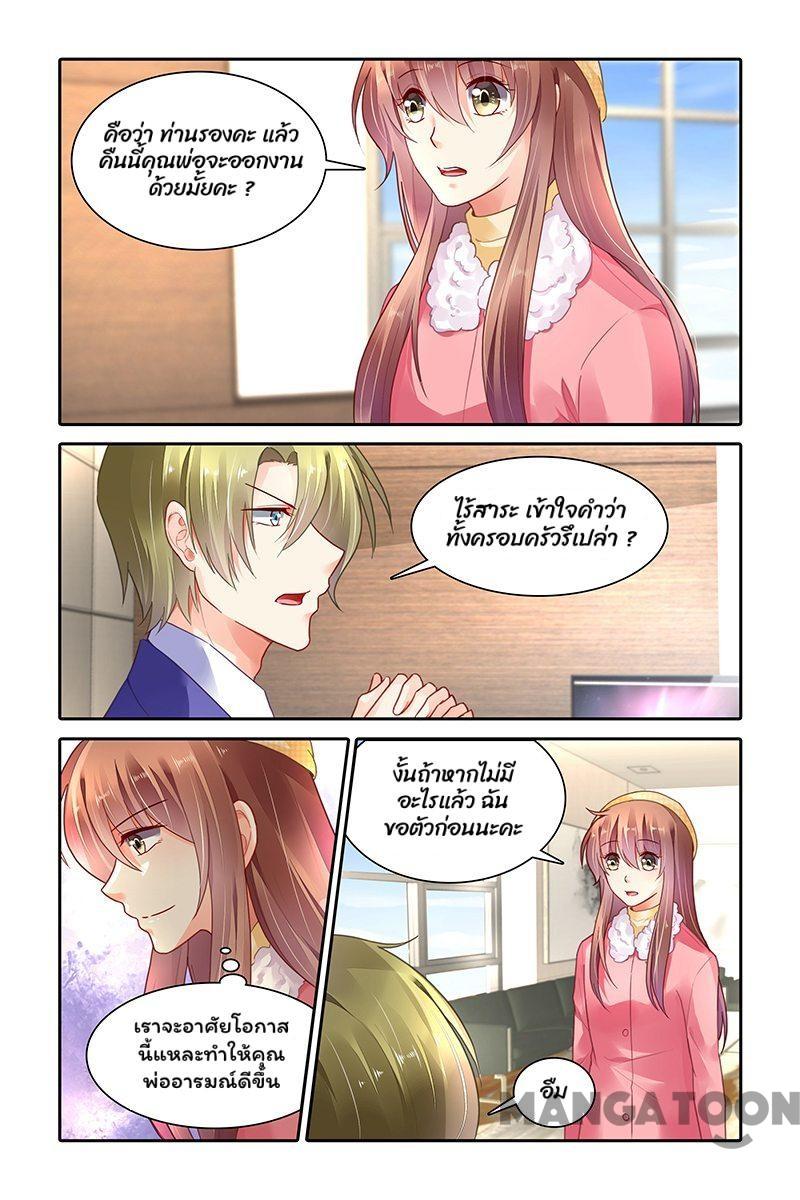 คือว่า ท่านรองคะ แล้ว
คืนนี้คุณพ่อจะออกงาน
ด้วยมั้ยคะ ?
ไร้สาระ เข้าใจคำว่า
ทั้งครอบครัวรึเปล่า ?
เราจะอาศัยโอกาส
นี้แหละทำให้คุณ
พ่ออารมณ์ดีขึ้น
งั้นถ้าหากไม่มี
อะไรแล้ว ฉัน
ขอตัวก่อนนะคะ
อืม
MANGATOON